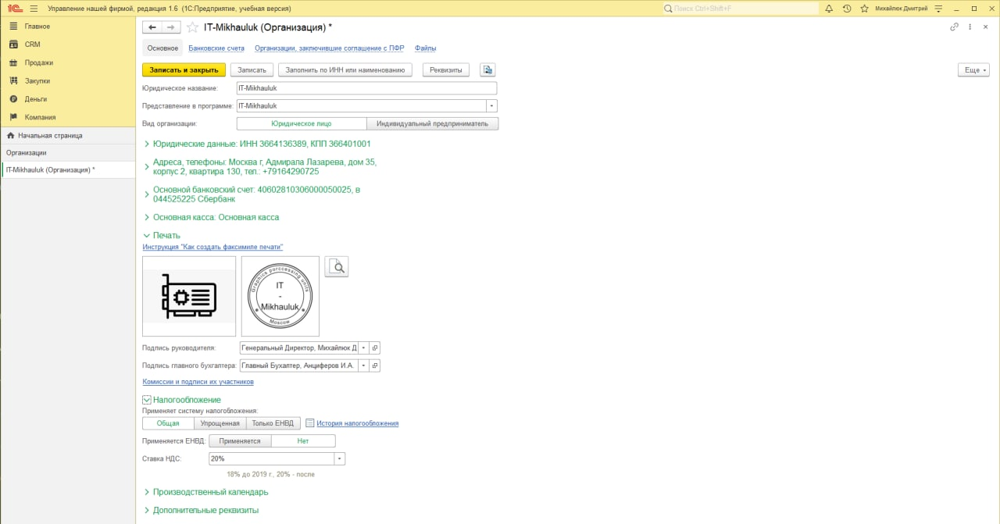 1С Управление нашей фирмой, редакция 1.6 (1С:Предприятие, учебная версия) Поиск Ctrl+Shift+F Михайлюк Дмитрий
Главное
CRM
Продажи
Закупки
Деньги
Компания
Начальная страница
Организации
IT-Mikhauluk (Организация) *
IT-Mikhauluk (Организация) *
Основное Банковские счета Организации, заключившие соглашение с ПФР Файлы
Записать и закрыть Записать Заполнить по ИНН или наименованию Реквизиты Еще
Юридическое название: IT-Mikhauluk
Представление в программе: IT-Mikhauluk
Вид организации: Юридическое лицо Индивидуальный предприниматель
Юридические данные: ИНН 3664136389, КПП 366401001
Адреса, телефоны: Москва г, Адмирала Лазарева, дом 35,
корпус 2, квартира 130, тел.: +79164290725
Основной банковский счет: 40602810306000050025, в
044525225 Сбербанк
Основная касса: Основная касса
Печать
Инструкция "Как создать факсимиле печати"
Graphics porccessing units
IT
-
Mikhauluk
Moscow
Подпись руководителя: Генеральный Директор, Михайлюк Д
Подпись главного бухгалтера: Главный Бухгалтер, Анциферов И.А.
Комиссии и подписи их участников
Налогообложение
Применяет систему налогообложения:
Общая Упрощенная Только ЕНВД История налогообложения
Применяется ЕНВД: Применяется Нет
Ставка НДС: 20%
18% до 2019 г., 20% - после
Производственный календарь
Дополнительные реквизиты